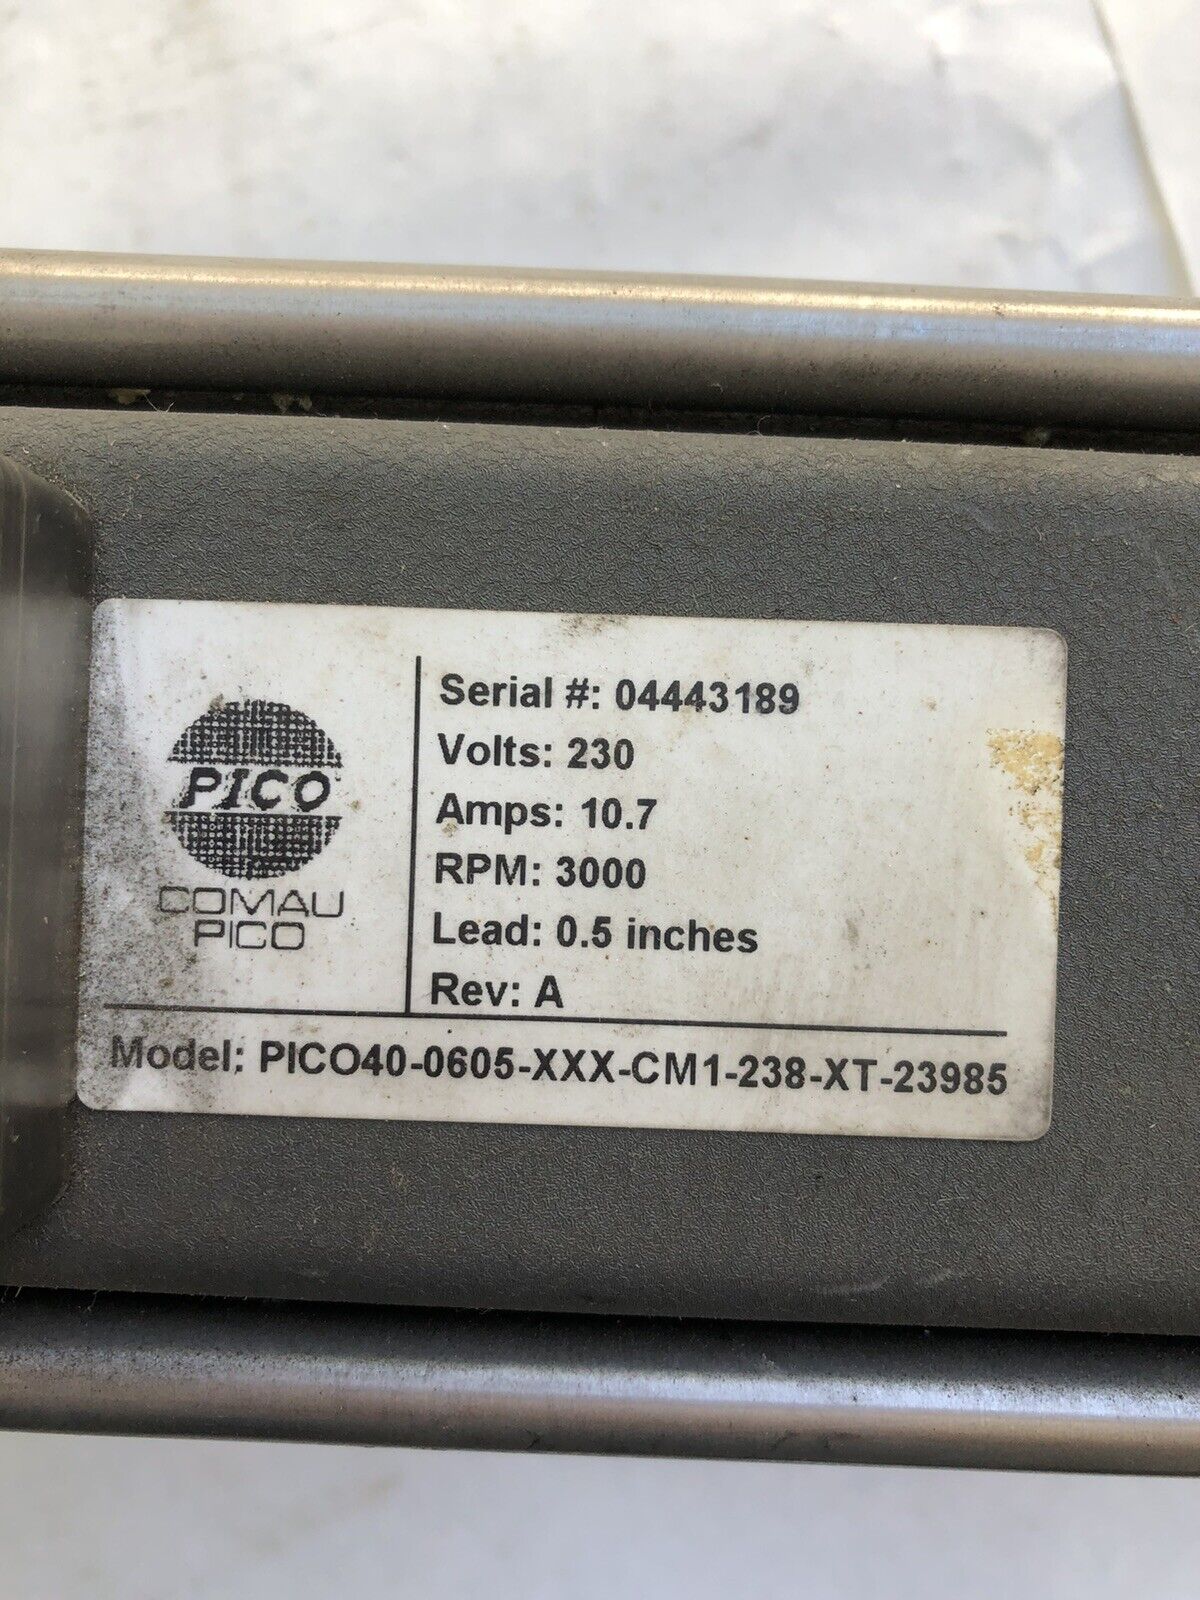 PICO
COMAU
PICO
Serial #: 04443189
Volts: 230
Amps: 10.7
RPM: 3000
Lead: 0.5 inches
Rev: A
Model: PICO40-0605-XXX-CM1-238-XT-23985